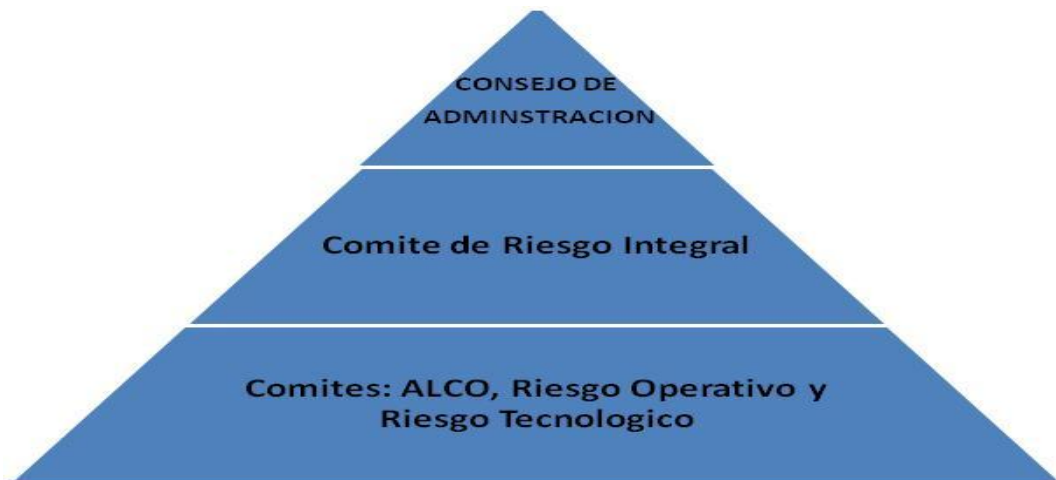 CONSEJO DE
ADMINSTRACION
Comite de Riesgo Integral
Comites: ALCO, Riesgo Operativo y
Riesgo Tecnologico